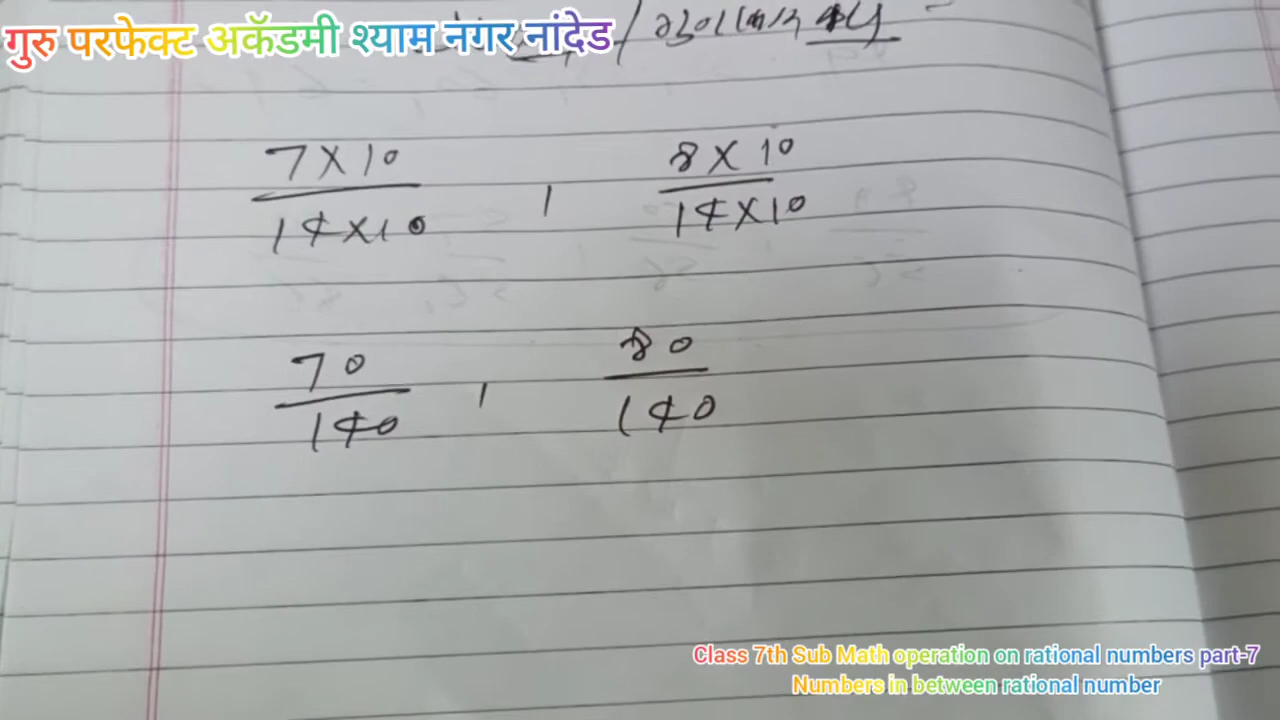 गुरु परफेक्ट अकॅडमी श्याम नगर नांदेड
7 X 10 / 14 X 10 , 8 X 10 / 14 X 10
70 / 140 , 80 / 140
Class 7th Sub Math operation on rational numbers part-7
Numbers in between rational number